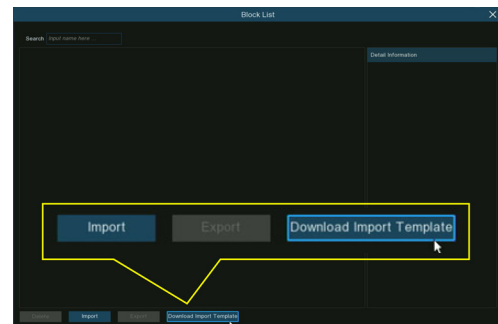 Block List
Search Input name here ...
Detail Information
Import Export Download Import Template
Import Export Download Import Template